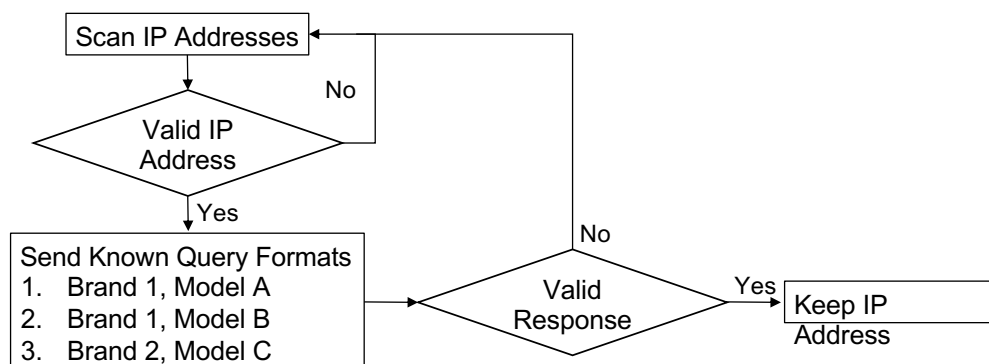 Scan IP Addresses
No
Valid IP
Address
Yes
Send Known Query Formats
1. Brand 1, Model A
2. Brand 1, Model B
3. Brand 2, Model C
No
Valid
Response
Yes
Keep IP
Address